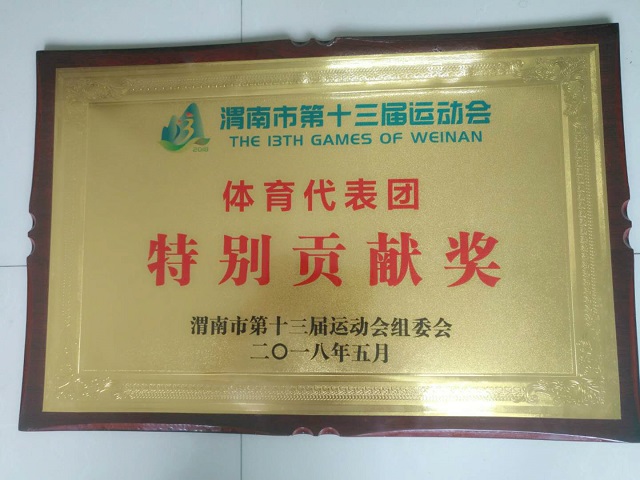 渭南市第十三届运动会
THE 13TH GAMES OF WEINAN
2018
体育代表团
特别贡献奖
渭南市第十三届运动会组委会
二〇一八年五月